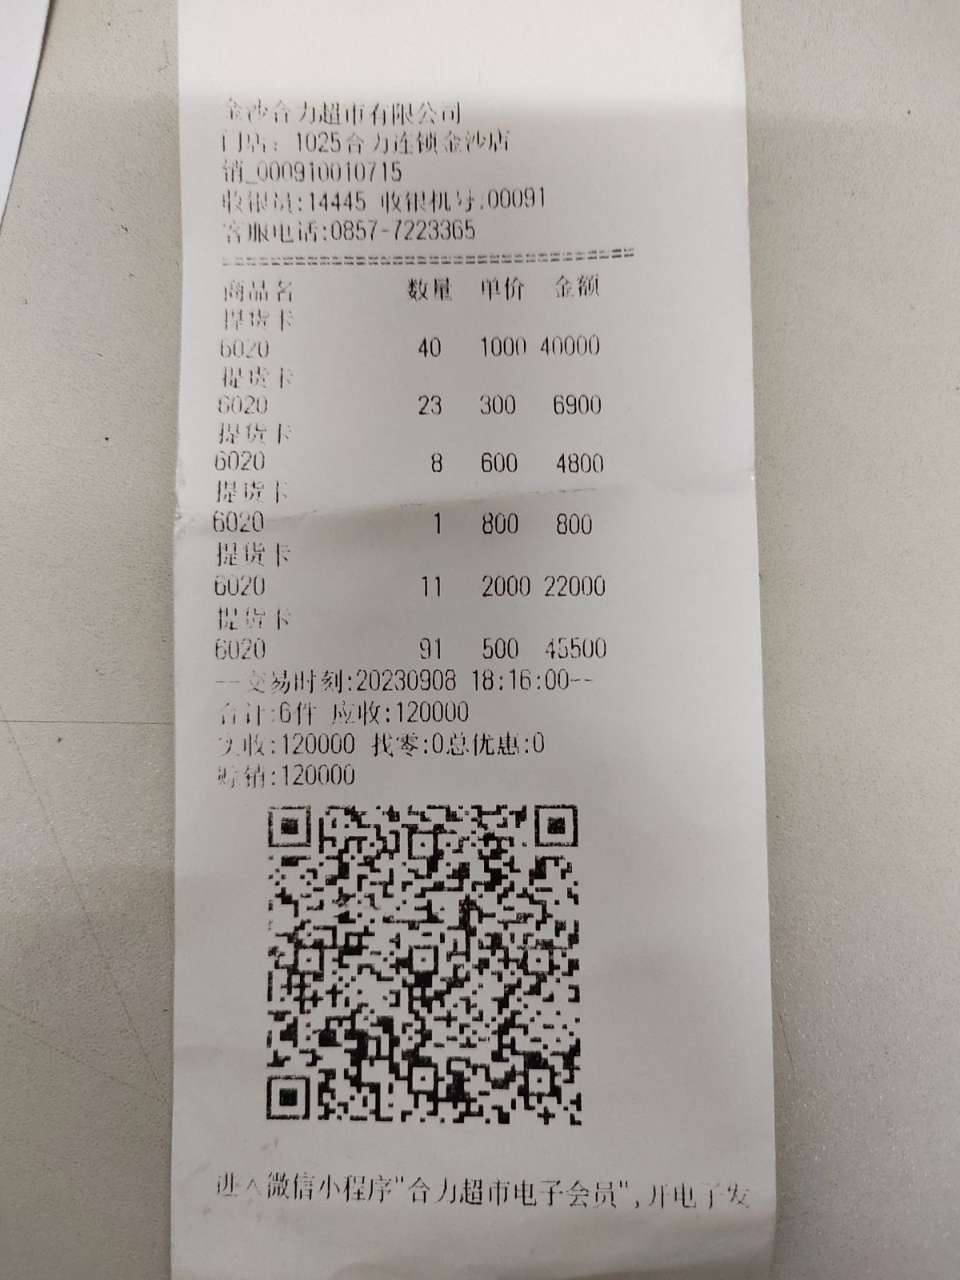 金沙合力超市有限公司
门店：1025合力连锁金沙店
销_000910010715
收银员:14445 收银机号:00091
客服电话:0857-7223365
商品名 数量 单价 金额
提货卡
6020 40 1000 40000
提货卡
6020 23 300 6900
提货卡
6020 8 600 4800
提货卡
6020 1 800 800
提货卡
6020 11 2000 22000
提货卡
6020 91 500 45500
--交易时刻:20230908 18:16:00--
合计:6件 应收:120000
实收:120000 找零:0总优惠:0
赊销:120000
进入微信小程序"合力超市电子会员",开电子发